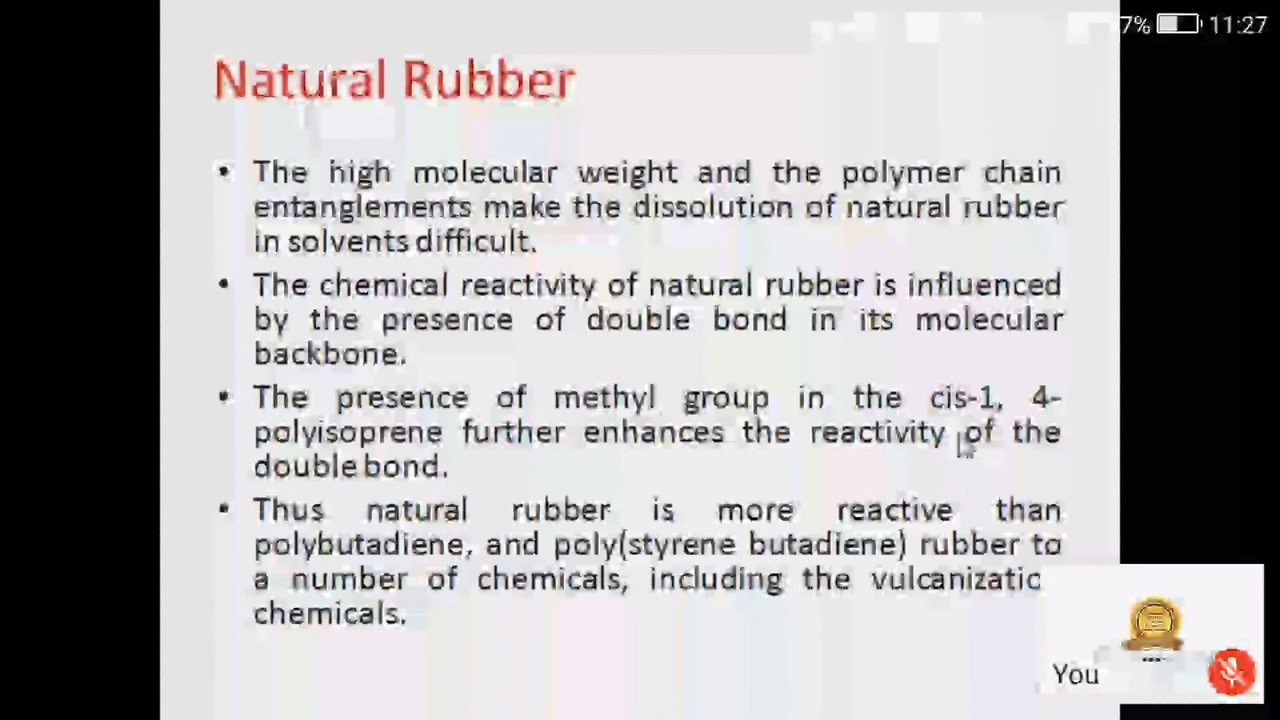 7% 11:27
Natural Rubber
• The high molecular weight and the polymer chain
entanglements make the dissolution of natural rubber
in solvents difficult.
• The chemical reactivity of natural rubber is influenced
by the presence of double bond in its molecular
backbone.
• The presence of methyl group in the cis-1, 4-
polyisoprene further enhances the reactivity of the
double bond.
• Thus natural rubber is more reactive than
polybutadiene, and poly(styrene butadiene) rubber to
a number of chemicals, including the vulcanizatic
chemicals.
You